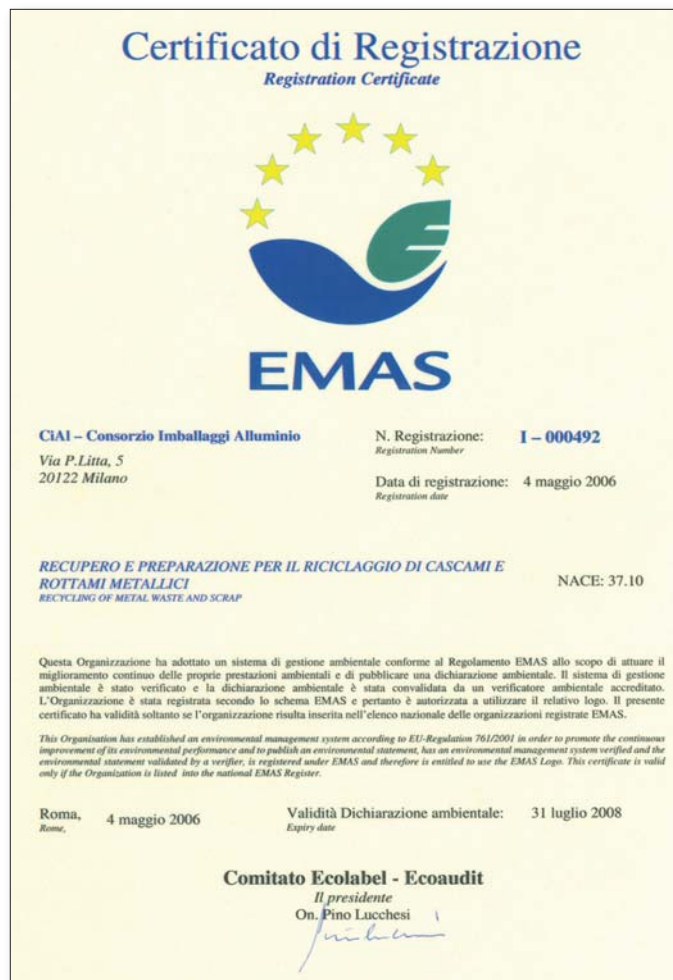 Certificato di Registrazione
Registration Certificate
EMAS
CiAl – Consorzio Imballaggi Alluminio
Via P.Litta, 5
20122 Milano
N. Registrazione: I – 000492
Registration Number
Data di registrazione: 4 maggio 2006
Registration date
RECUPERO E PREPARAZIONE PER IL RICICLAGGIO DI CASCAMI E
ROTTAMI METALLICI
RECYCLING OF METAL WASTE AND SCRAP
NACE: 37.10
Questa Organizzazione ha adottato un sistema di gestione ambientale conforme al Regolamento EMAS allo scopo di attuare il
miglioramento continuo delle proprie prestazioni ambientali e di pubblicare una dichiarazione ambientale. Il sistema di gestione
ambientale è stato verificato e la dichiarazione ambientale è stata convalidata da un verificatore ambientale accreditato.
L'Organizzazione è stata registrata secondo lo schema EMAS e pertanto è autorizzata a utilizzare il relativo logo. Il presente
certificato ha validità soltanto se l'organizzazione risulta inserita nell'elenco nazionale delle organizzazioni registrate EMAS.
This Organisation has established an environmental management system according to EU-Regulation 761/2001 in order to promote the continuous
improvement of its environmental performance and to publish an environmental statement, has an environmental management system verified and the
environmental statement validated by a verifier, is registered under EMAS and therefore is entitled to use the EMAS Logo. This certificate is valid
only if the Organization is listed into the national EMAS Register.
Roma, 4 maggio 2006
Rome,
Validità Dichiarazione ambientale: 31 luglio 2008
Expiry date
Comitato Ecolabel - Ecoaudit
Il presidente
On. Pino Lucchesi